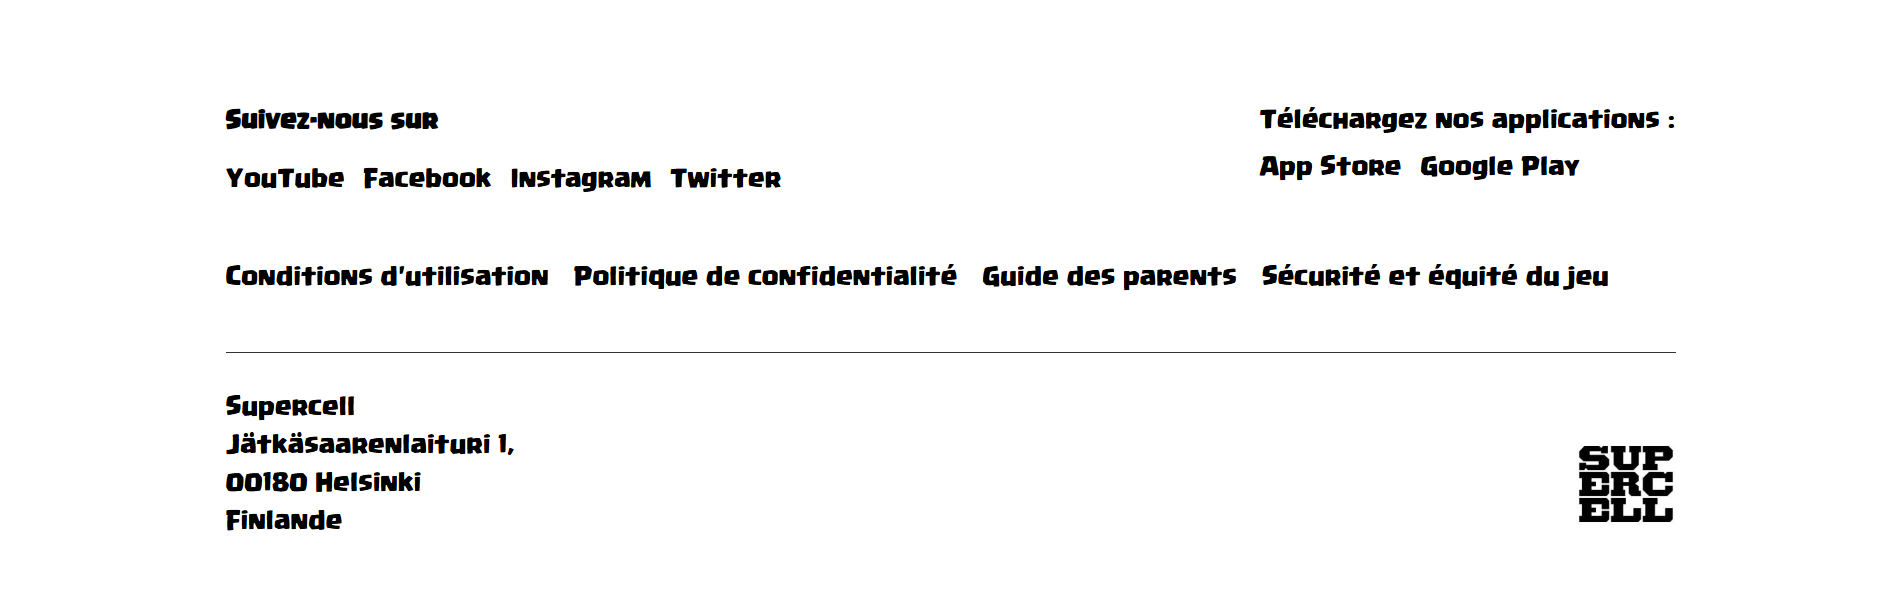 Suivez-nous sur
YouTube Facebook Instagram Twitter
Téléchargez nos applications :
App Store Google Play
Conditions d'utilisation Politique de confidentialité Guide des parents Sécurité et équité du jeu
Supercell
Jätkäsaarenlaituri 1,
00180 Helsinki
Finlande
SUP
ERC
ELL